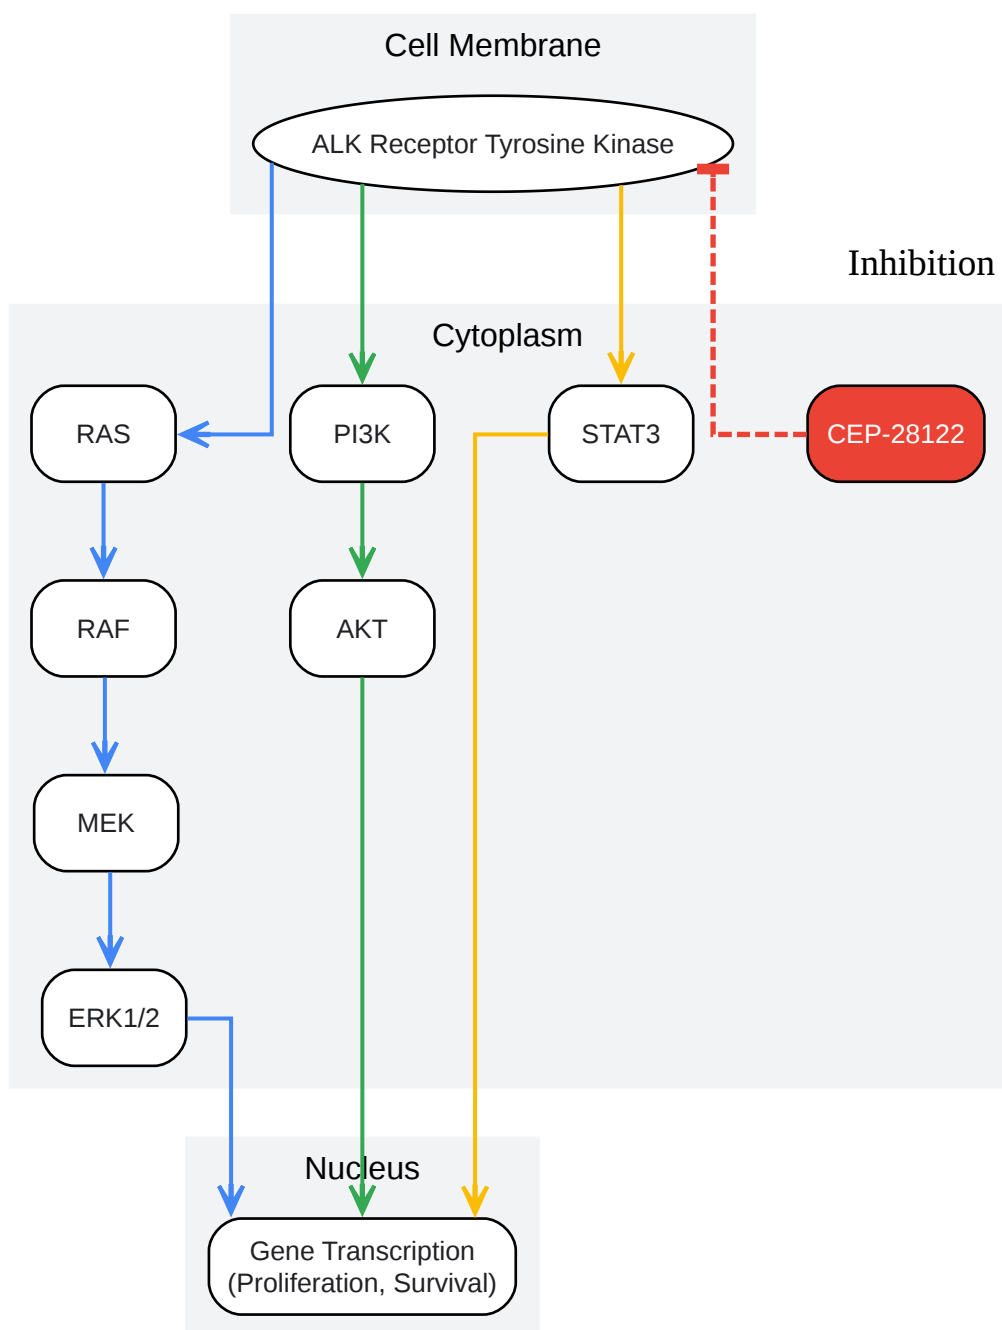 Cell Membrane
ALK Receptor Tyrosine Kinase
Inhibition
Cytoplasm
RAS
PI3K
STAT3
CEP-28122
RAF
AKT
MEK
ERK1/2
Nucleus
Gene Transcription
(Proliferation, Survival)